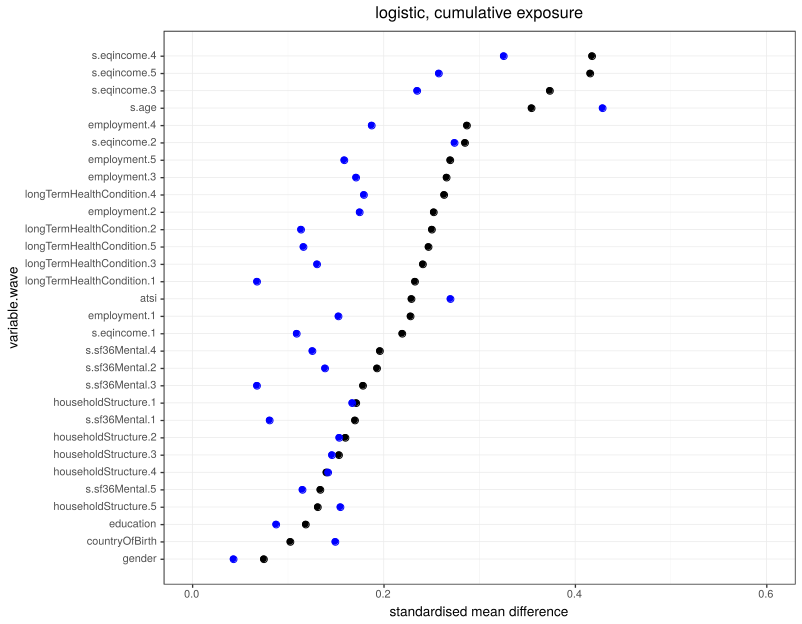 logistic, cumulative exposure
variable.wave
s.eqincome.4
s.eqincome.5
s.eqincome.3
s.age
employment.4
s.eqincome.2
employment.5
employment.3
longTermHealthCondition.4
employment.2
longTermHealthCondition.2
longTermHealthCondition.5
longTermHealthCondition.3
longTermHealthCondition.1
atsi
employment.1
s.eqincome.1
s.sf36Mental.4
s.sf36Mental.2
s.sf36Mental.3
householdStructure.1
s.sf36Mental.1
householdStructure.2
householdStructure.3
householdStructure.4
s.sf36Mental.5
householdStructure.5
education
countryOfBirth
gender
0.0 0.2 0.4 0.6
standardised mean difference